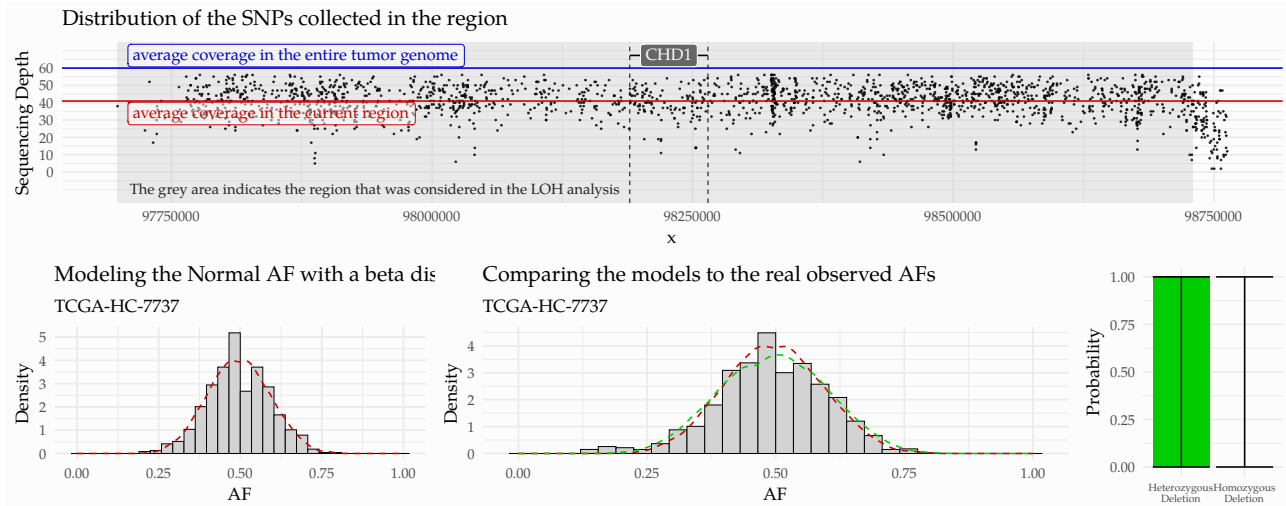 Distribution of the SNPs collected in the region
Sequencing Depth
60
50
40
30
20
10
0
average coverage in the entire tumor genome
CHD1
average coverage in the current region
The grey area indicates the region that was considered in the LOH analysis
97750000 98000000 98250000 98500000 98750000
x
Modeling the Normal AF with a beta dis
TCGA-HC-7737
Density
5
4
3
2
1
0
0.00 0.25 0.50 0.75 1.00
AF
Comparing the models to the real observed AFs
TCGA-HC-7737
Density
4
3
2
1
0
0.00 0.25 0.50 0.75 1.00
AF
Probability
1.00
0.75
0.50
0.25
0.00
Heterozygous Homozygous
Deletion Deletion